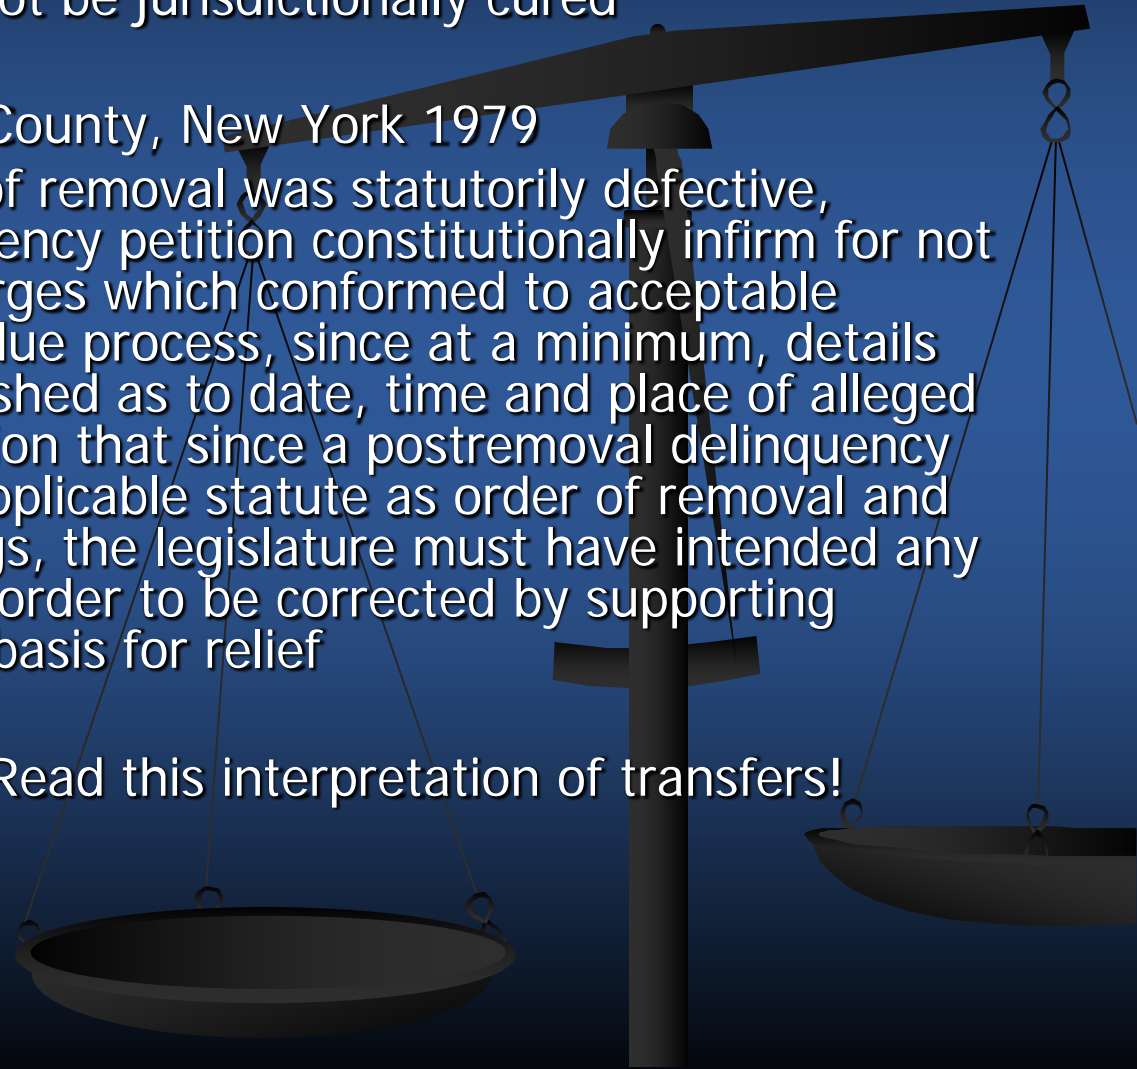 ot be jurisdictionally cured
County, New York 1979
of removal was statutorily defective,
ency petition constitutionally infirm for not
rges which conformed to acceptable
due process, since at a minimum, details
shed as to date, time and place of alleged
ion that since a postremoval delinquency
pplicable statute as order of removal and
gs, the legislature must have intended any
order to be corrected by supporting
basis for relief
Read this interpretation of transfers!